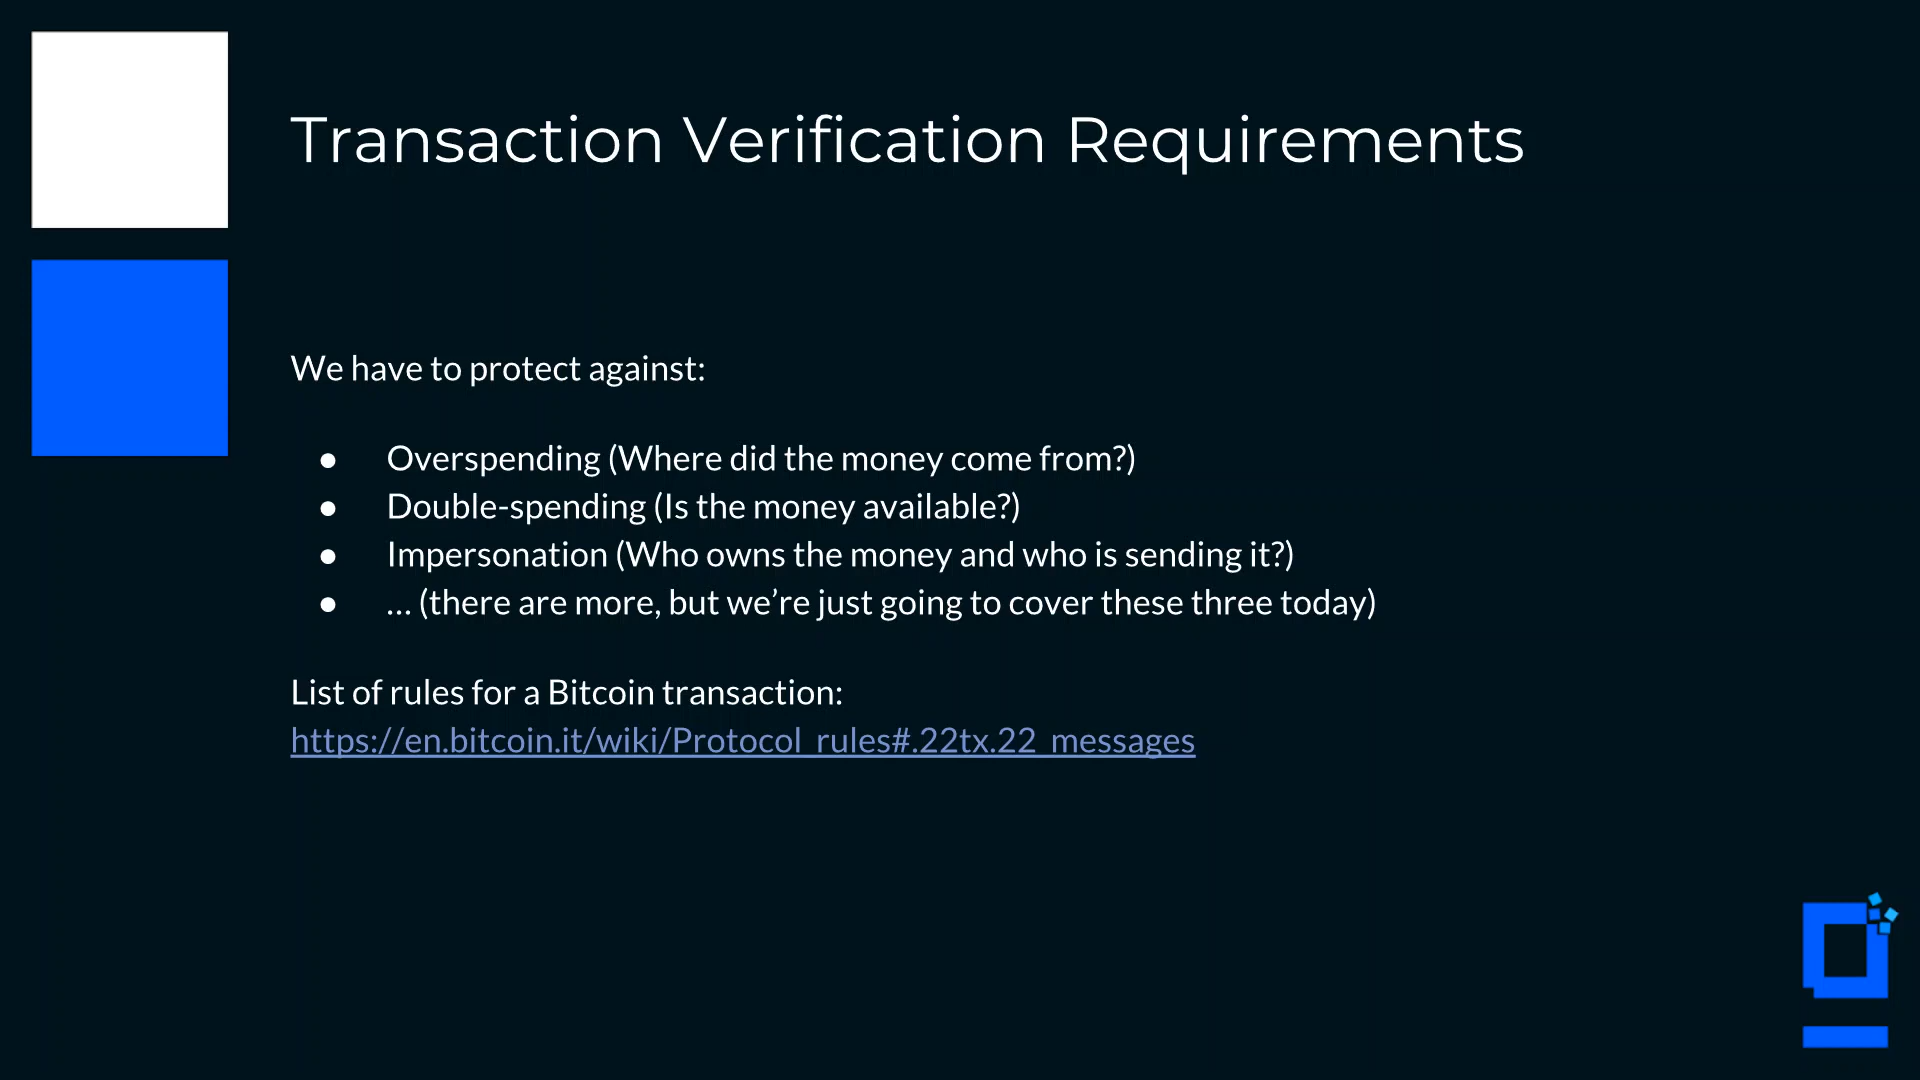 Transaction Verification Requirements
We have to protect against:
● Overspending (Where did the money come from?)
● Double-spending (Is the money available?)
● Impersonation (Who owns the money and who is sending it?)
● … (there are more, but we’re just going to cover these three today)
List of rules for a Bitcoin transaction:
https://en.bitcoin.it/wiki/Protocol_rules#.22tx.22_messages